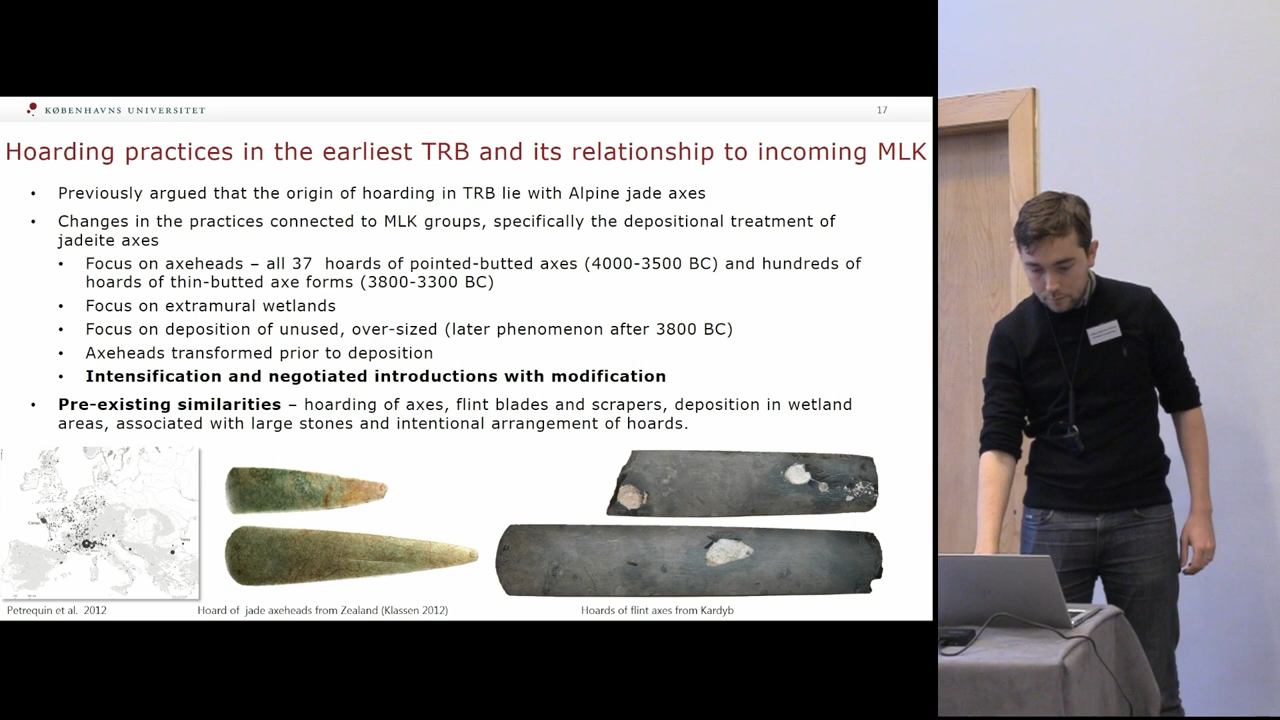 KØBENHAVNS UNIVERSITET
17
Hoarding practices in the earliest TRB and its relationship to incoming MLK
• Previously argued that the origin of hoarding in TRB lie with Alpine jade axes
• Changes in the practices connected to MLK groups, specifically the depositional treatment of
jadeite axes
• Focus on axeheads – all 37 hoards of pointed-butted axes (4000-3500 BC) and hundreds of
hoards of thin-butted axe forms (3800-3300 BC)
• Focus on extramural wetlands
• Focus on deposition of unused, over-sized (later phenomenon after 3800 BC)
• Axeheads transformed prior to deposition
• Intensification and negotiated introductions with modification
• Pre-existing similarities – hoarding of axes, flint blades and scrapers, deposition in wetland
areas, associated with large stones and intentional arrangement of hoards.
Petrequin et al. 2012
Hoard of jade axeheads from Zealand (Klassen 2012)
Hoards of flint axes from Kardyb